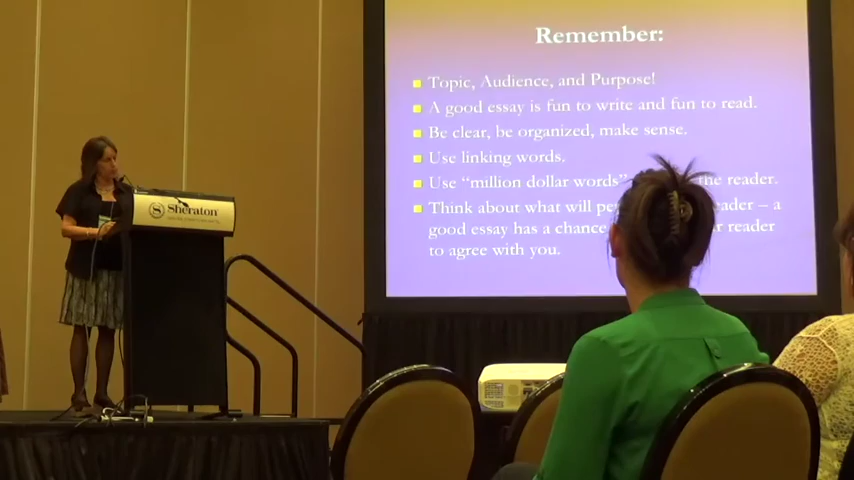 Remember:
Topic, Audience, and Purpose!
A good essay is fun to write and fun to read.
Be clear, be organized, make sense.
Use linking words.
Use “million dollar words” the reader.
Think about what will reader – a
good essay has a chance reader
to agree with you.
Sheraton